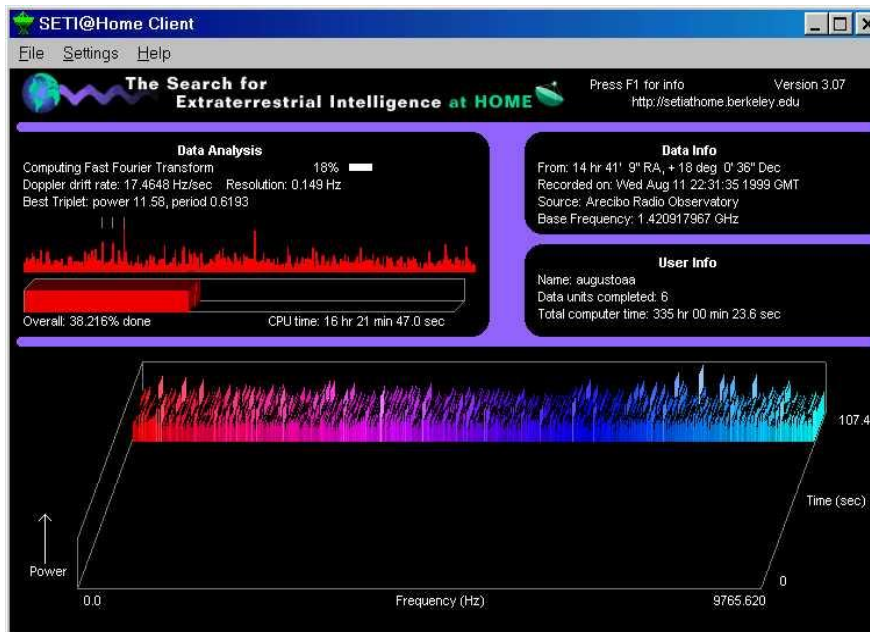 SETI@Home Client
File Settings Help
The Search for
Extraterrestrial Intelligence at HOME
Press F1 for info Version 3.07
http://setiathome.berkeley.edu
Data Analysis
Computing Fast Fourier Transform 18%
Doppler drift rate: 17.4648 Hz/sec Resolution: 0.149 Hz
Best Triplet: power 11.58, period 0.6193
Overall: 38.216% done CPU time: 16 hr 21 min 47.0 sec
Data Info
From: 14 hr 41' 9" RA, + 18 deg 0' 36" Dec
Recorded on: Wed Aug 11 22:31:35 1999 GMT
Source: Arecibo Radio Observatory
Base Frequency: 1.420917967 GHz
User Info
Name: augustoaa
Data units completed: 6
Total computer time: 335 hr 00 min 23.6 sec
107.4
Time (sec)
Power
0
0.0 Frequency (Hz) 9765.620